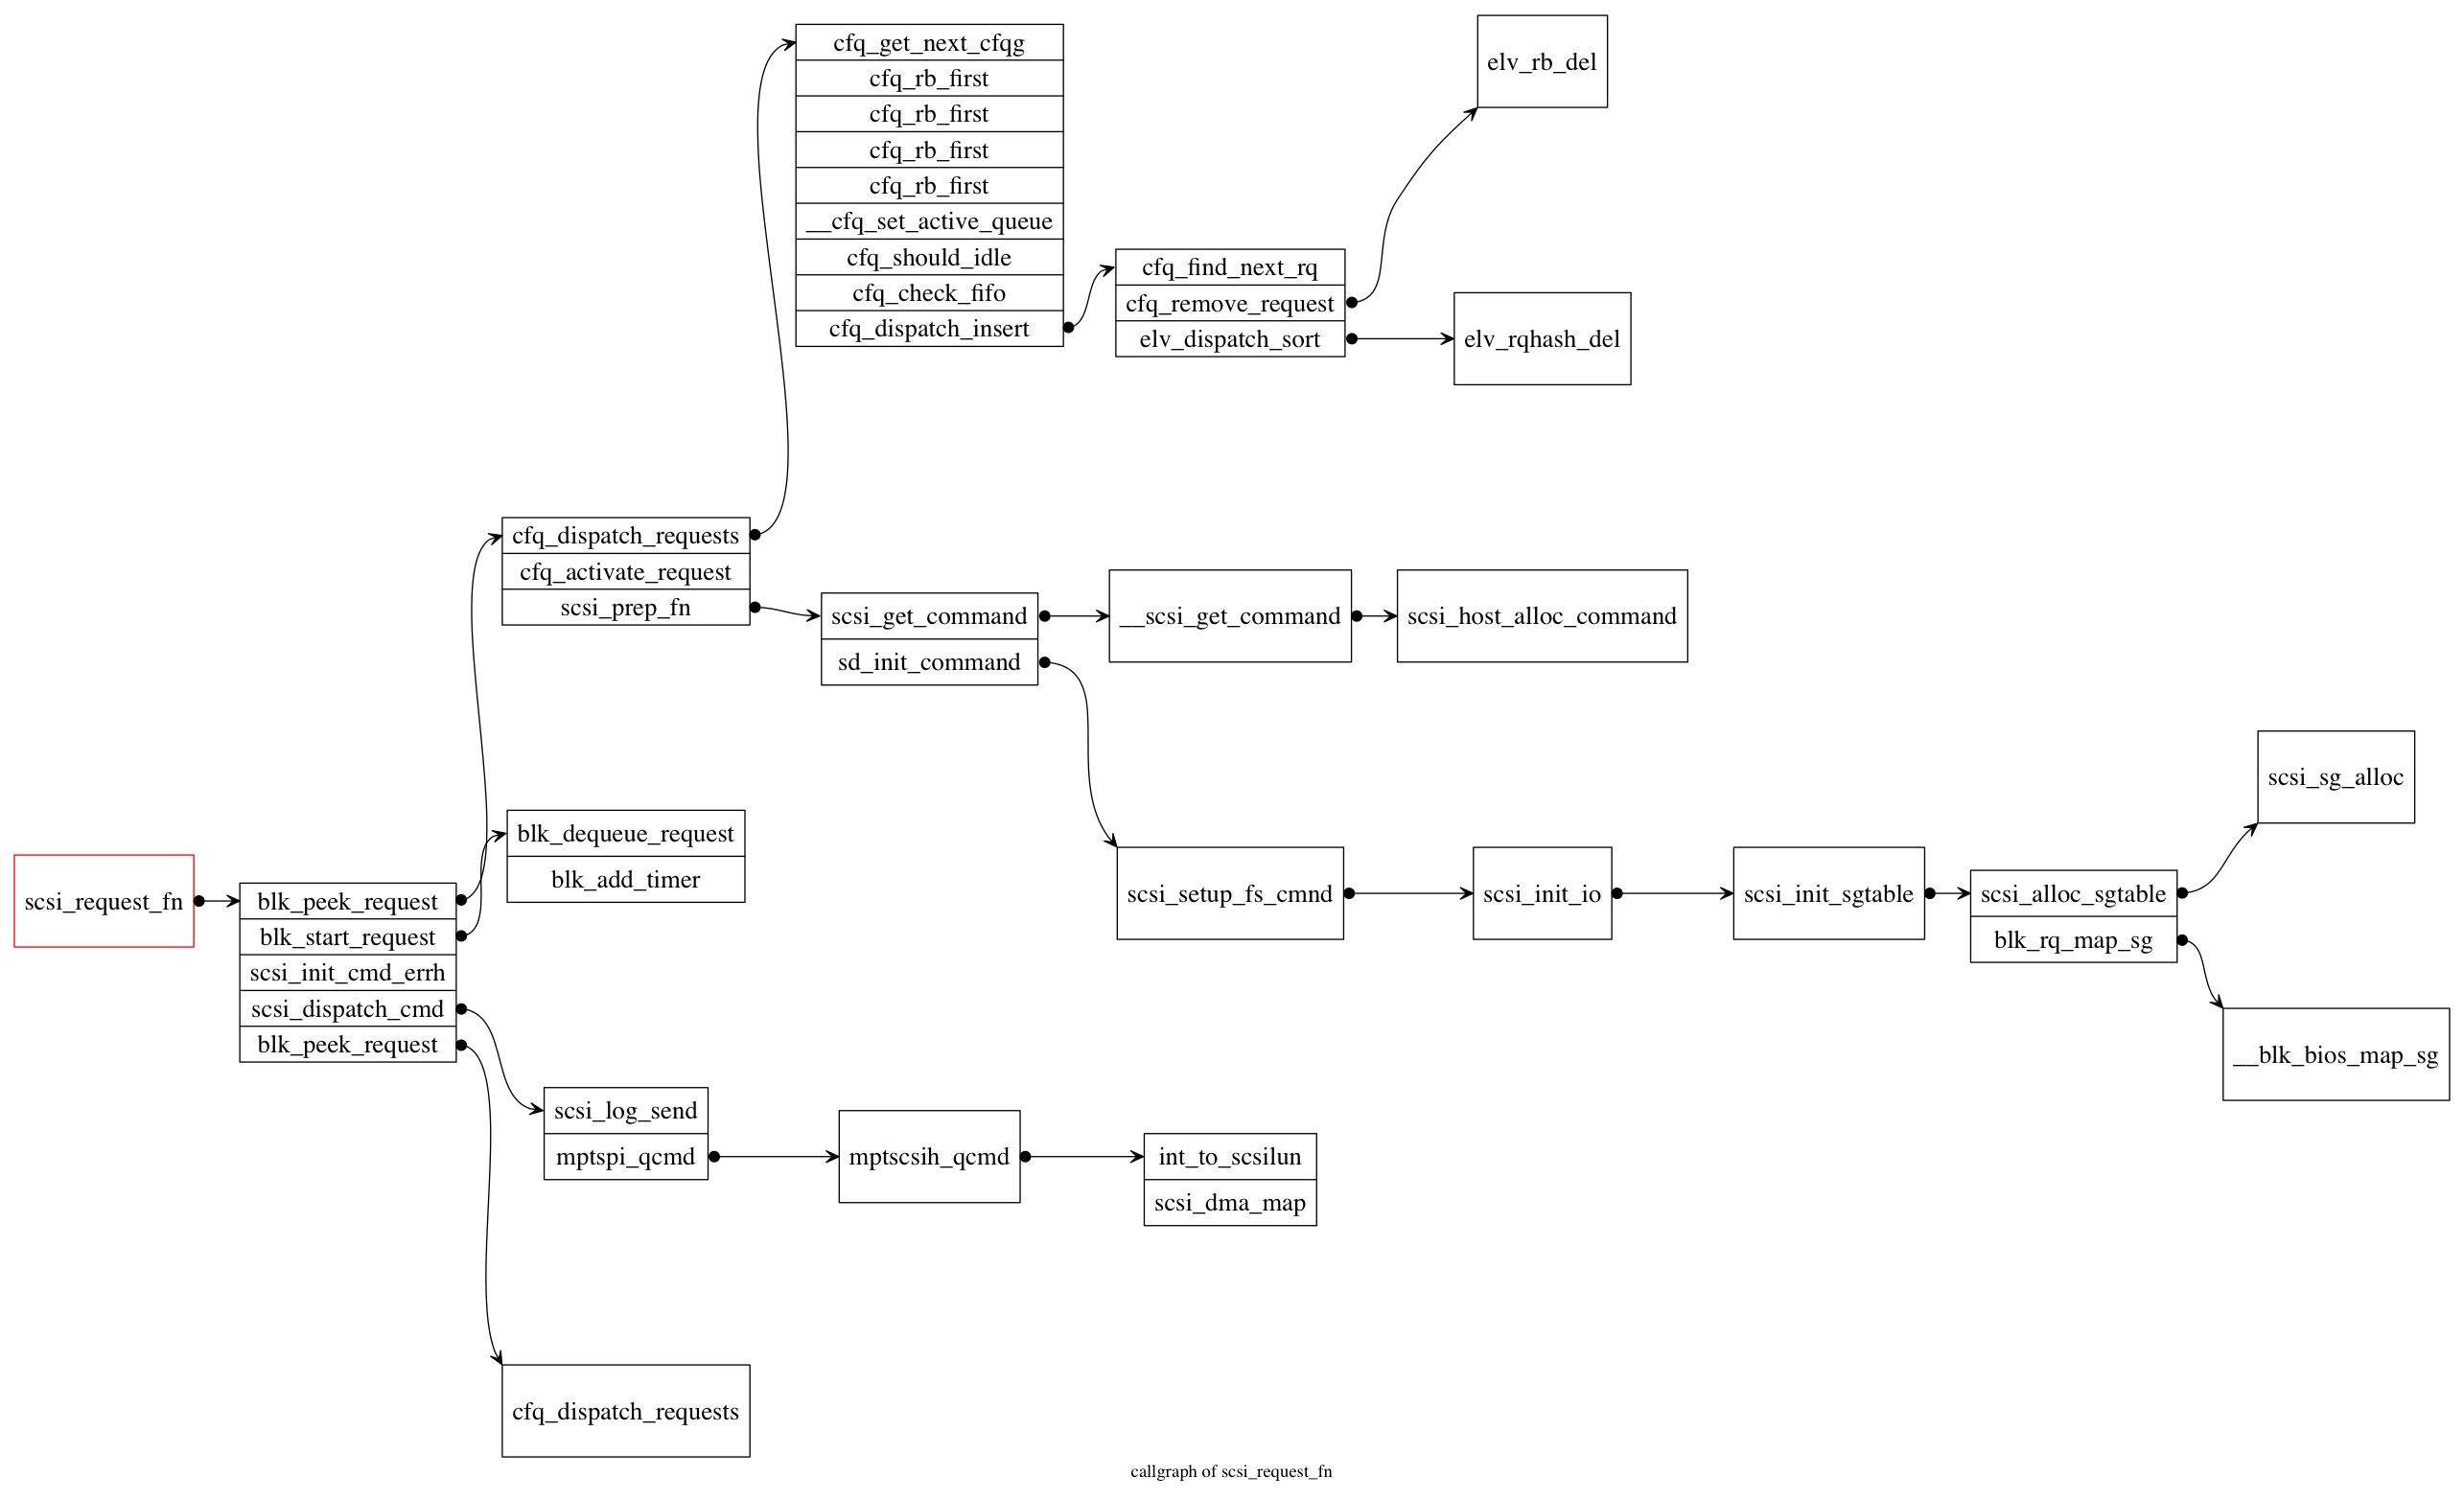 scsi_request_fn
blk_peek_request
blk_start_request
scsi_init_cmd_errh
scsi_dispatch_cmd
blk_peek_request
cfq_dispatch_requests
cfq_activate_request
scsi_prep_fn
cfq_get_next_cfqg
cfq_rb_first
cfq_rb_first
cfq_rb_first
cfq_rb_first
__cfq_set_active_queue
cfq_should_idle
cfq_check_fifo
cfq_dispatch_insert
cfq_find_next_rq
cfq_remove_request
elv_dispatch_sort
elv_rb_del
elv_rqhash_del
scsi_get_command
sd_init_command
__scsi_get_command
scsi_host_alloc_command
scsi_setup_fs_cmnd
scsi_init_io
scsi_init_sgtable
scsi_alloc_sgtable
blk_rq_map_sg
scsi_sg_alloc
__blk_bios_map_sg
blk_dequeue_request
blk_add_timer
scsi_log_send
mptspi_qcmd
mptscsih_qcmd
int_to_scsilun
scsi_dma_map
cfq_dispatch_requests
callgraph of scsi_request_fn